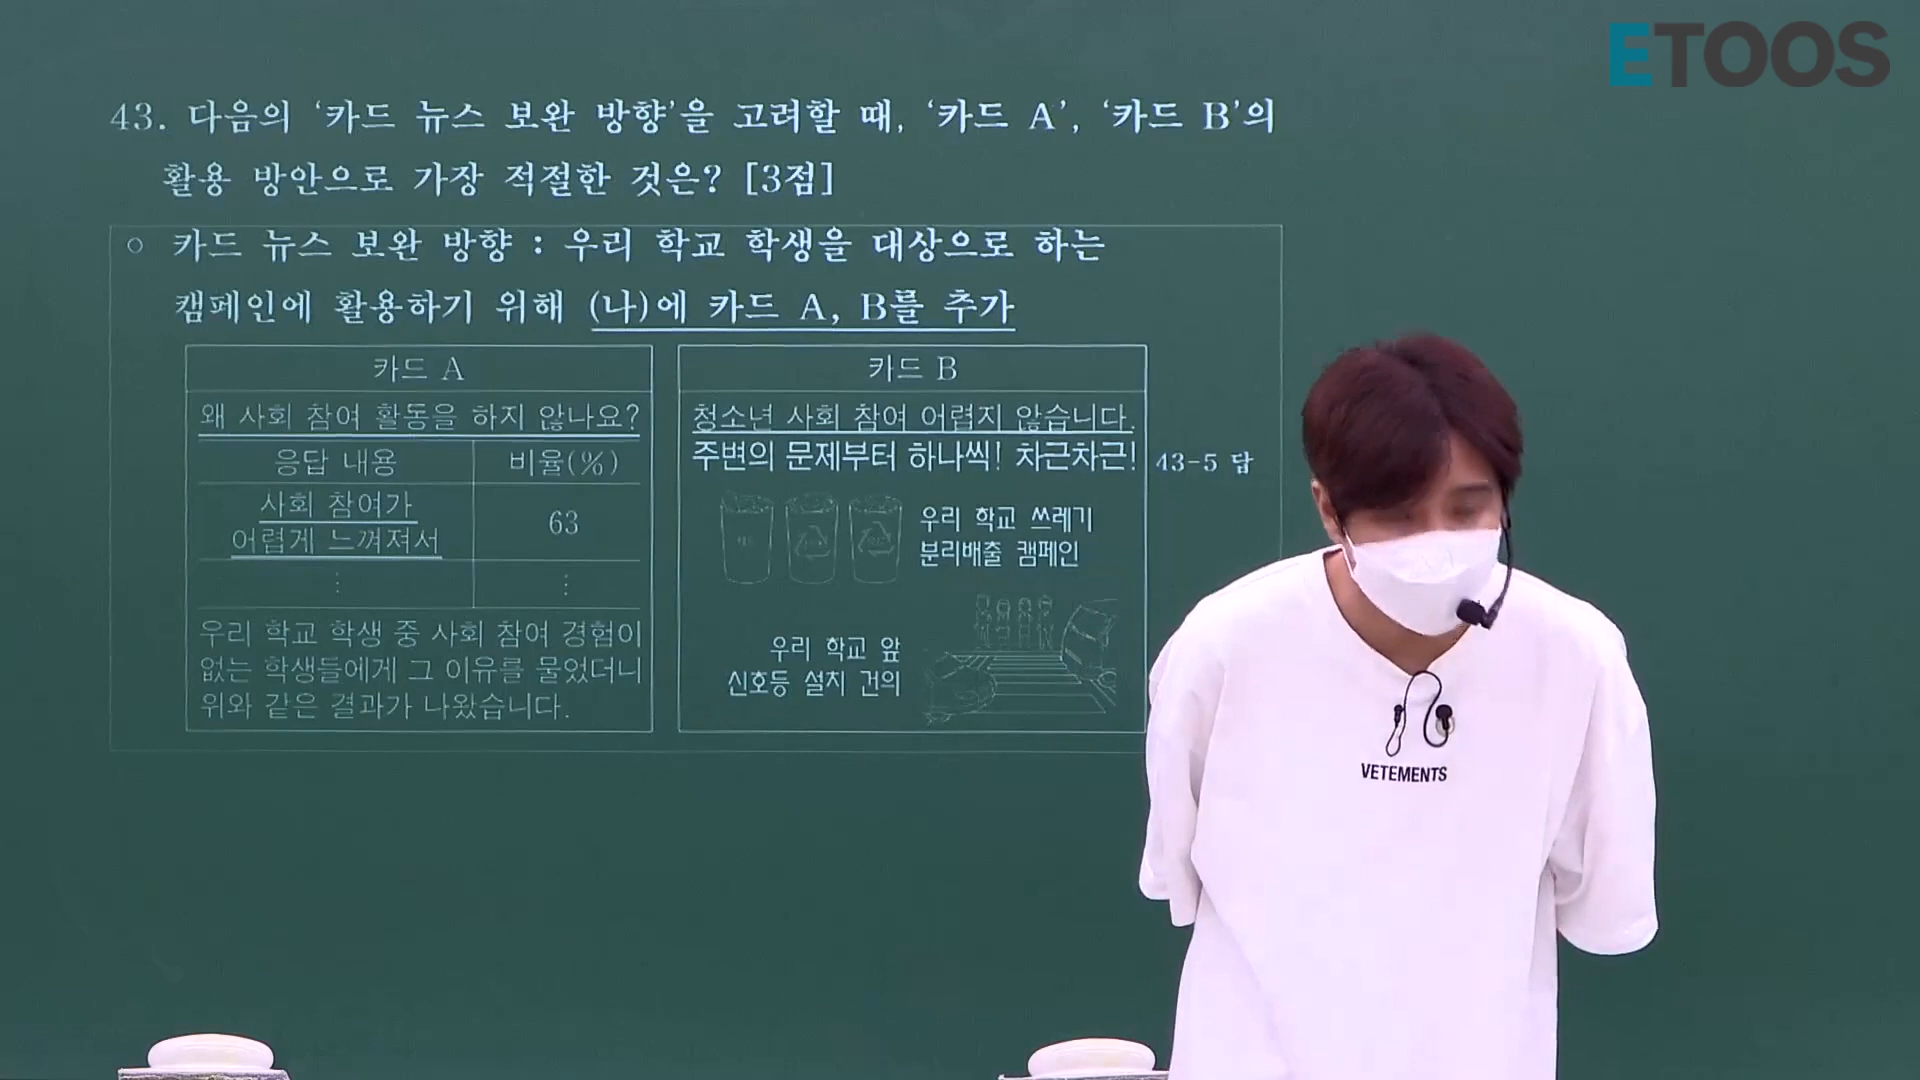 ETOOS
43. 다음의 ‘카드 뉴스 보완 방향’을 고려할 때, ‘카드 A’, ‘카드 B’의
활용 방안으로 가장 적절한 것은? [3점]
○ 카드 뉴스 보완 방향 : 우리 학교 학생을 대상으로 하는
캠페인에 활용하기 위해 (나)에 카드 A, B를 추가
카드 A
왜 사회 참여 활동을 하지 않나요?
응답 내용 비율(%)
사회 참여가
어렵게 느껴져서
63
⋮ ⋮
우리 학교 학생 중 사회 참여 경험이
없는 학생들에게 그 이유를 물었더니
위와 같은 결과가 나왔습니다.
카드 B
청소년 사회 참여 어렵지 않습니다.
주변의 문제부터 하나씩! 차근차근!
우리 학교 쓰레기
분리배출 캠페인
우리 학교 앞
신호등 설치 건의
43-5 답
VETEMENTS